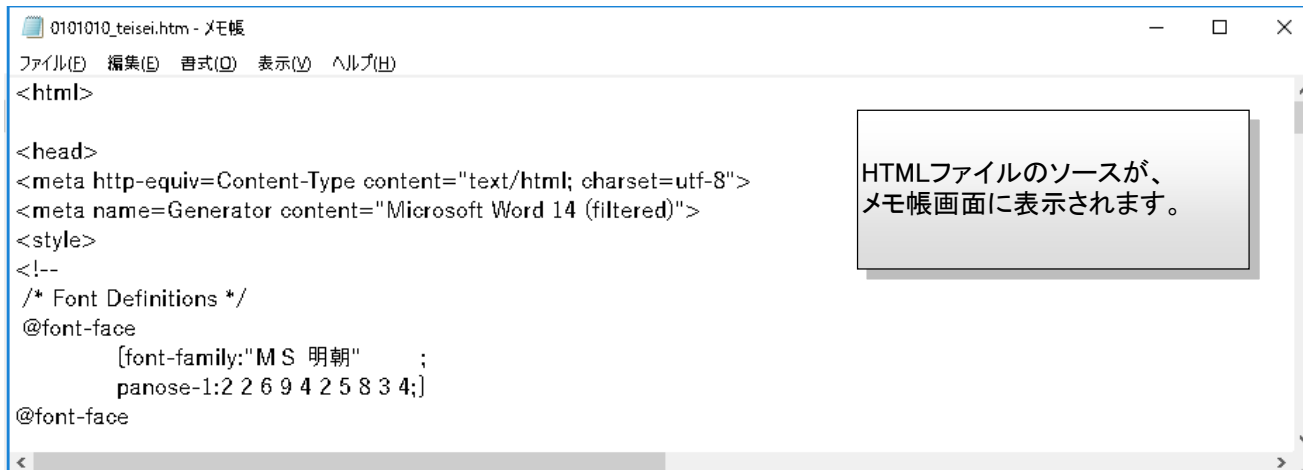 0101010_teisei.htm - メモ帳
ファイル(F) 編集(E) 書式(O) 表示(V) ヘルプ(H)
<html>
<head>
<meta http-equiv=Content-Type content="text/html; charset=utf-8">
<meta name=Generator content="Microsoft Word 14 (filtered)">
<style>
<!--
/* Font Definitions */
@font-face
{font-family:"ＭＳ 明朝" ;
panose-1:2 2 6 9 4 2 5 8 3 4;}
@font-face
HTMLファイルのソースが、
メモ帳画面に表示されます。